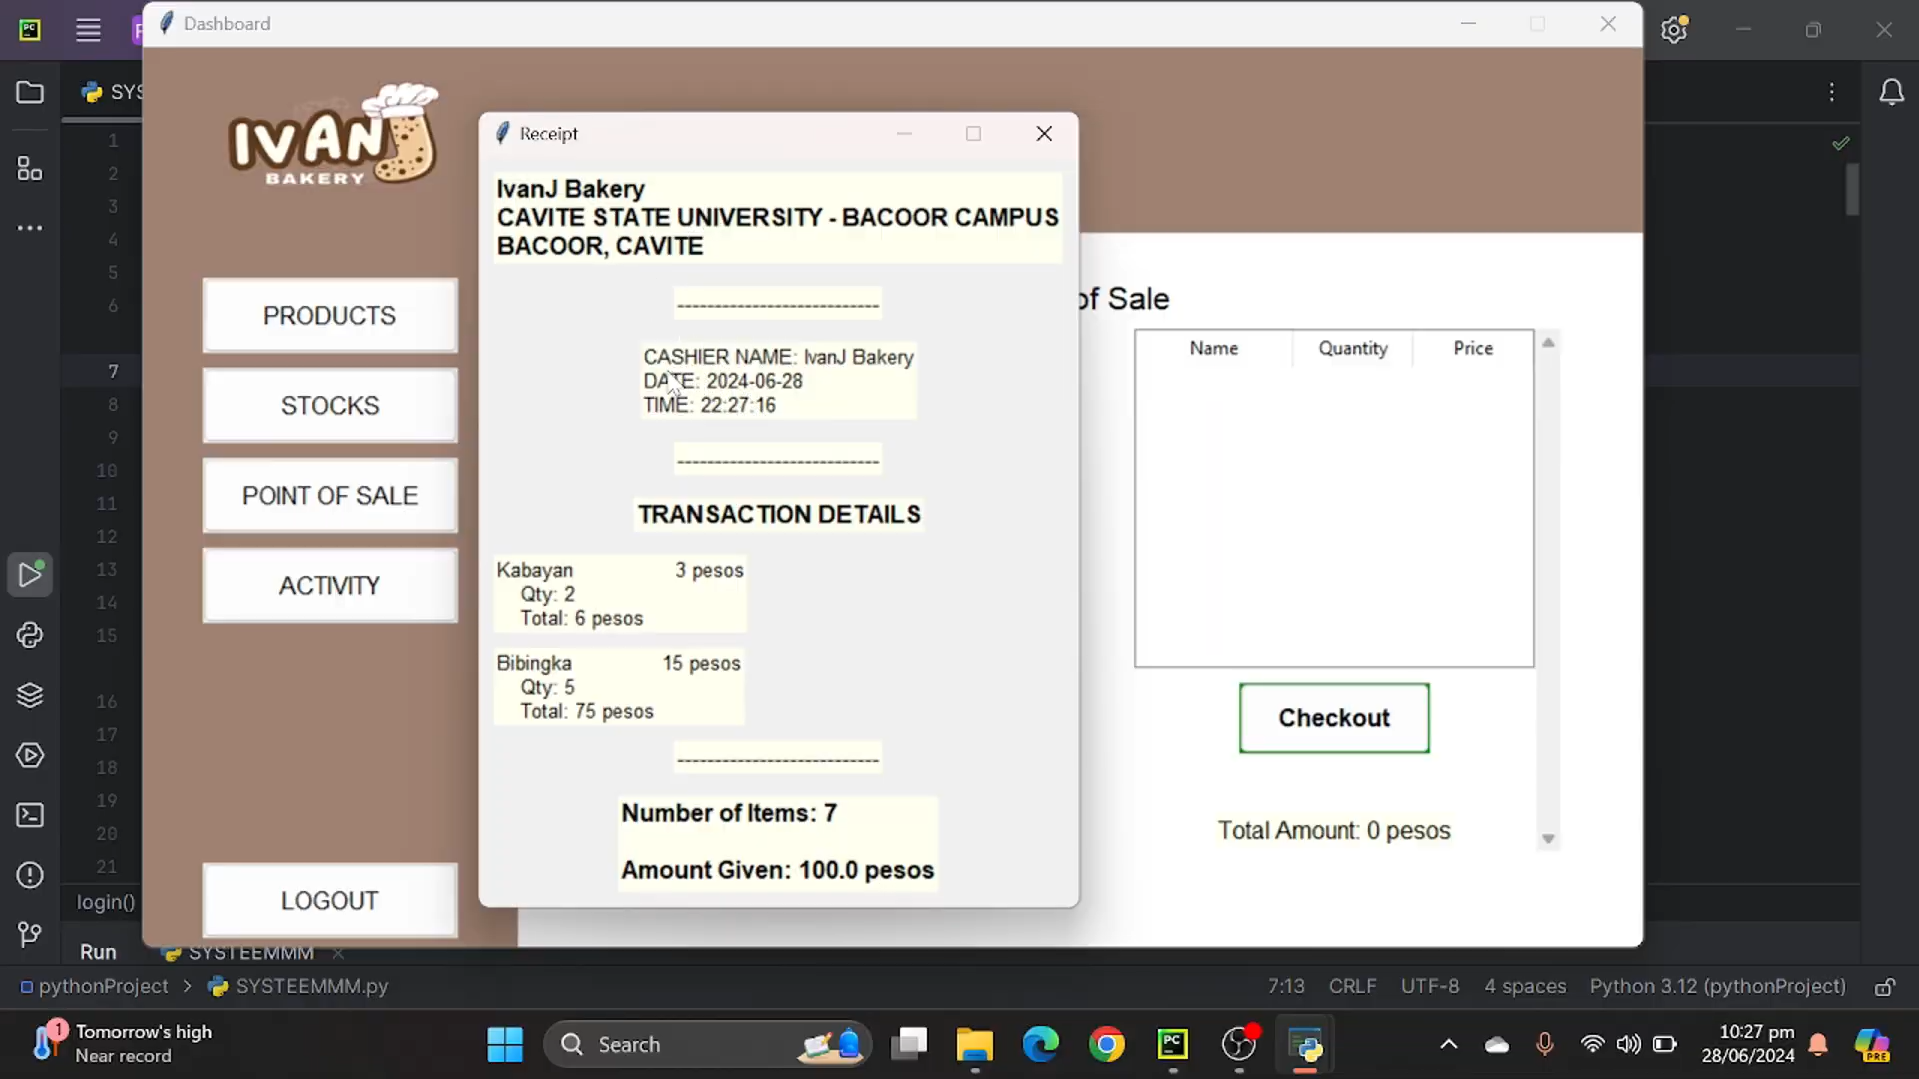 PC
Dashboard
SYS
IVANJ
BAKERY
Receipt
IvanJ Bakery
CAVITE STATE UNIVERSITY - BACOOR CAMPUS
BACOOR, CAVITE
---------------------------
CASHIER NAME: IvanJ Bakery
DATE: 2024-06-28
TIME: 22:27:16
---------------------------
TRANSACTION DETAILS
Kabayan 3 pesos
Qty: 2
Total: 6 pesos
Bibingka 15 pesos
Qty: 5
Total: 75 pesos
---------------------------
Number of Items: 7
Amount Given: 100.0 pesos
PRODUCTS
STOCKS
POINT OF SALE
ACTIVITY
LOGOUT
of Sale
Name Quantity Price
Checkout
Total Amount: 0 pesos
1
2
3
4
5
6
7
8
9
10
11
12
13
14
15
16
17
18
19
20
21
login()
Run SYSTEEMMM
pythonProject > SYSTEEMMM.py
7:13 CRLF UTF-8 4 spaces Python 3.12 (pythonProject)
1
Tomorrow's high
Near record
Search
PC
10:27 pm
28/06/2024
PRE